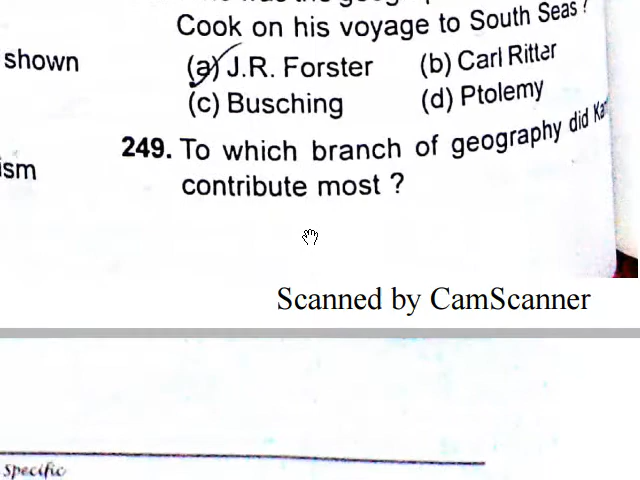 Cook on his voyage to South Seas ?
shown
(a) J.R. Forster (b) Carl Ritter
(c) Busching (d) Ptolemy
249. To which branch of geography did
ism
contribute most ?
Scanned by CamScanner
Specific